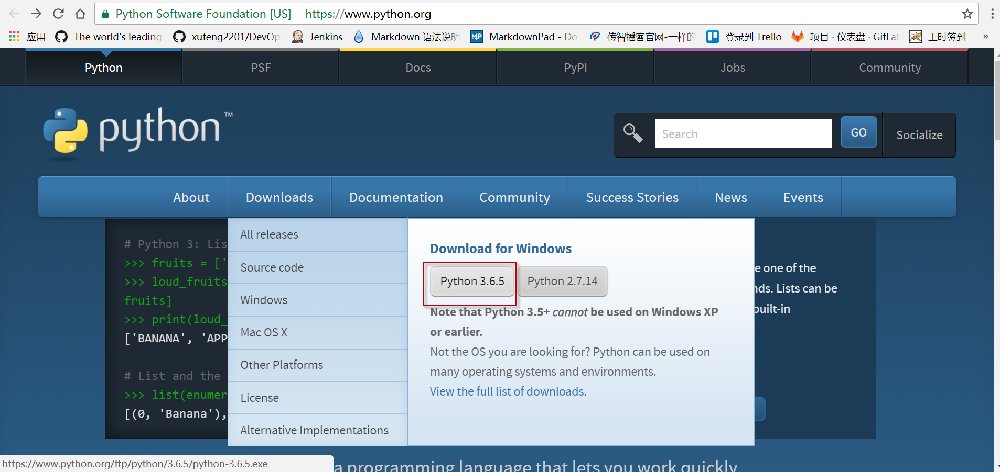 Python Software Foundation [US] https://www.python.org
应用 The world's leading xufeng2201/DevOp Jenkins Markdown 语法说明 MarkdownPad - Do 传智播客官网-一样的 登录到 Trello 项目 · 仪表盘 · GitLab 工时签到 »
Python PSF Docs PyPI Jobs Community
python™
Search GO Socialize
About Downloads Documentation Community Success Stories News Events
All releases
Source code
Windows
Mac OS X
Other Platforms
License
Alternative Implementations
Download for Windows
Python 3.6.5 Python 2.7.14
Note that Python 3.5+ cannot be used on Windows XP
or earlier.
Not the OS you are looking for? Python can be used on
many operating systems and environments.
View the full list of downloads.
# Python 3: Lis
>>> fruits = ['
>>> loud_fruits
fruits]
>>> print(loud_
['BANANA', 'APP
# List and the
>>> list(enumer
[(0, 'Banana'),
e one of the
nds. Lists can be
built-in
https://www.python.org/ftp/python/3.6.5/python-3.6.5.exe
a programming language that lets you work quickly